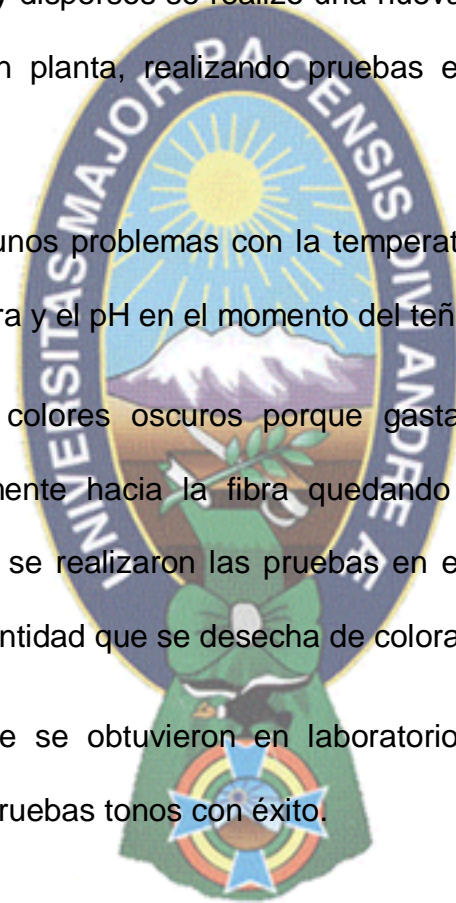 y dispersos se realizó una nueva
n planta, realizando pruebas e
unos problemas con la temperat
ra y el pH en el momento del teñ
colores oscuros porque gasta
mente hacia la fibra quedando
se realizaron las pruebas en e
ntidad que se desecha de colora
e se obtuvieron en laboratorio
ruebas tonos con éxito.
UNIVERSITAS MAJOR PACENSIS DIVI ANDRE Æ